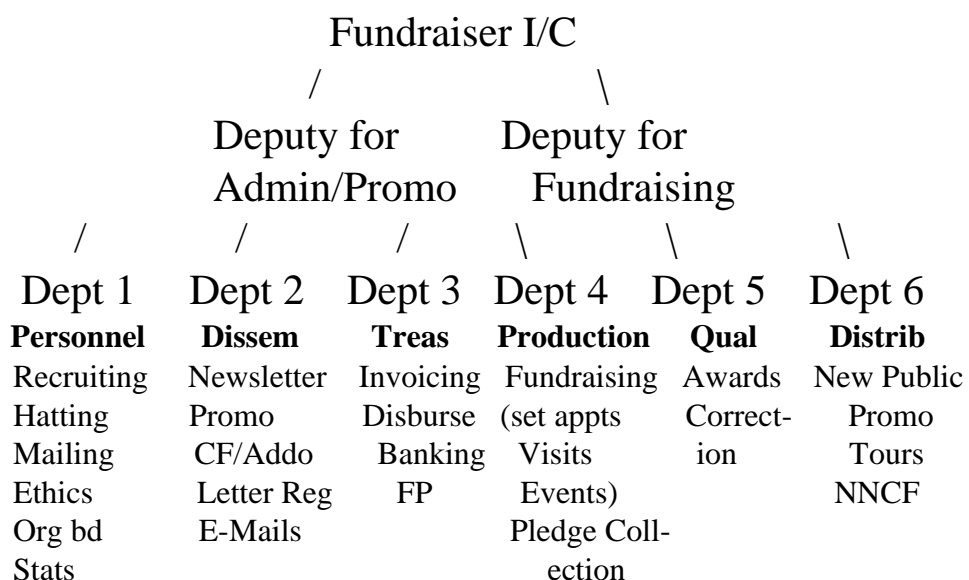 Fundraiser I/C
/ \
Deputy for Deputy for
Admin/Promo Fundraising
/ / / \ \ \
Dept 1 Dept 2 Dept 3 Dept 4 Dept 5 Dept 6
Personnel Dissem Treas Production Qual Distrib
Recruiting Newsletter Invoicing Fundraising Awards New Public
Hatting Promo Disburse (set appts Correct- Promo
Mailing CF/Addo Banking Visits ion Tours
Ethics Letter Reg FP Events) NNCF
Org bd E-Mails Pledge Coll-
Stats ection